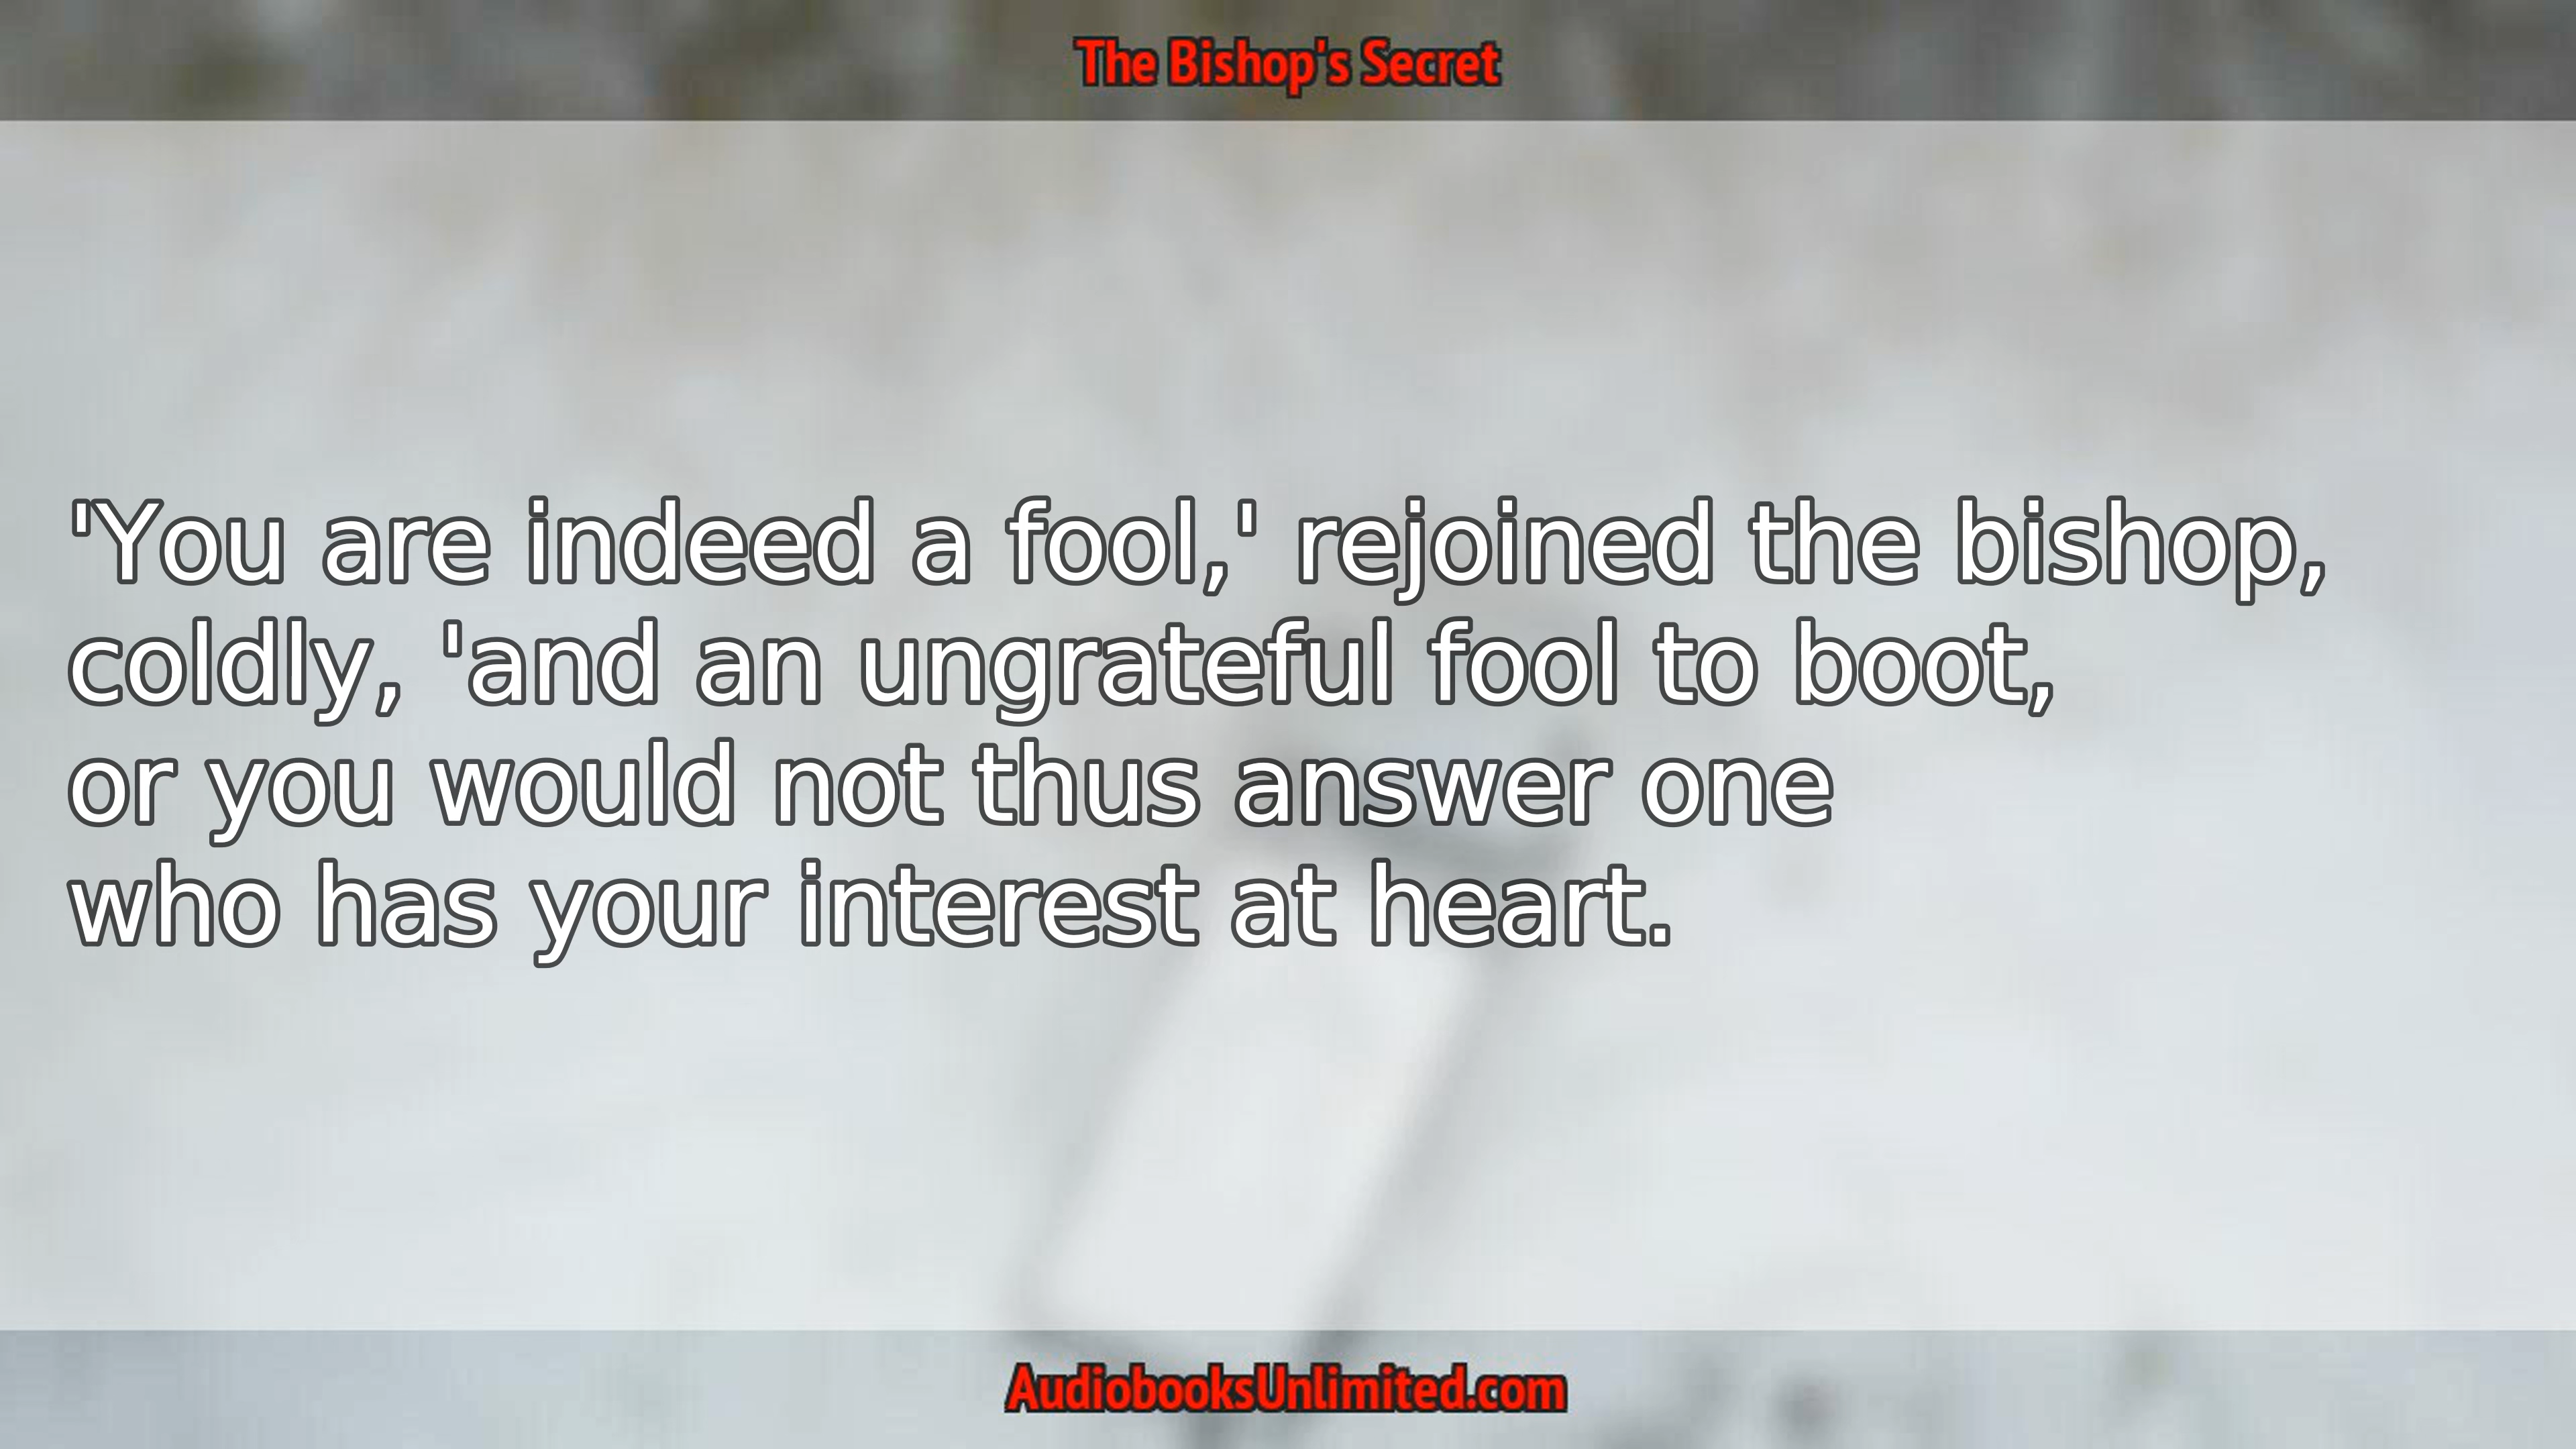 The Bishop's Secret
'You are indeed a fool,' rejoined the bishop,
coldly, 'and an ungrateful fool to boot,
or you would not thus answer one
who has your interest at heart.
AudiobooksUnlimited.com